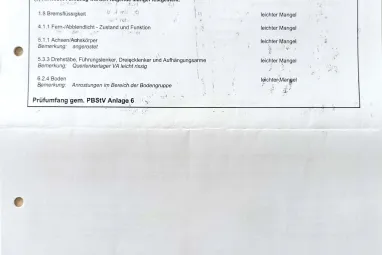 1.8 Bremsflüssigkeit leichter Mangel
4.1.1 Fern-/Abblendlicht - Zustand und Funktion leichter Mangel
5.1.1 Achsen/Achskörper leichter Mangel
Bemerkung: angerostet
5.3.3 Drehstäbe, Führungslenker, Dreiecklenker und Aufhängungsarme leichter Mangel
Bemerkung: Querlenkerlager VA leicht rissig
6.2.4 Boden leichter Mangel
Bemerkung: Anrostungen im Bereich der Bodengruppe
Prüfumfang gem. PBStV Anlage 6